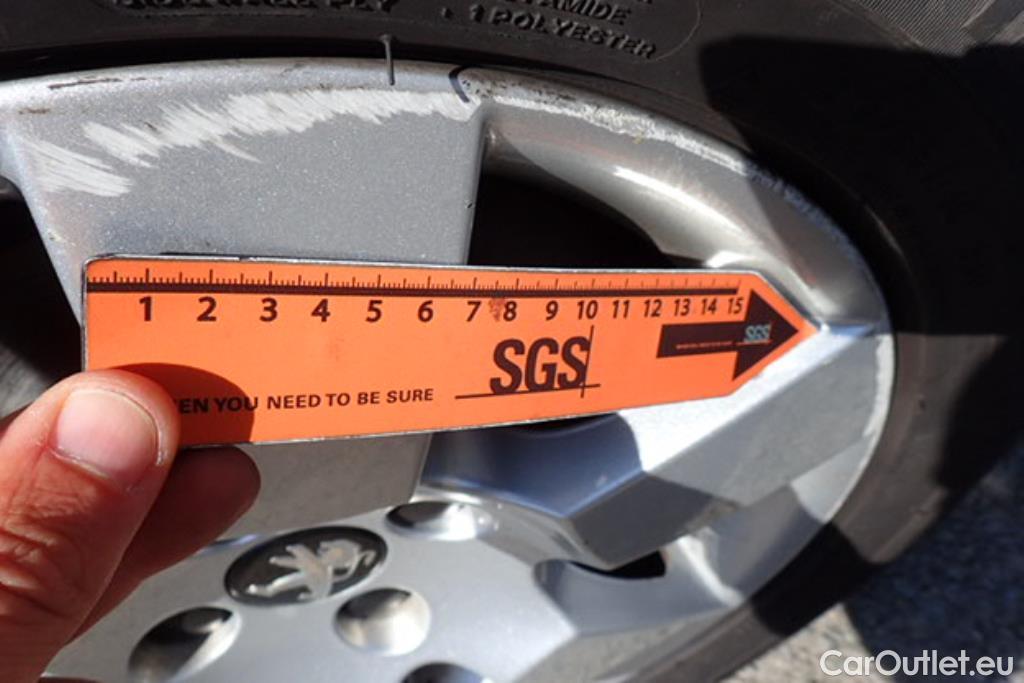 1 POLYESTER
1 2 3 4 5 6 7 8 9 10 11 12 13 14 15
SGS
SGS
EN YOU NEED TO BE SURE
CarOutlet.eu